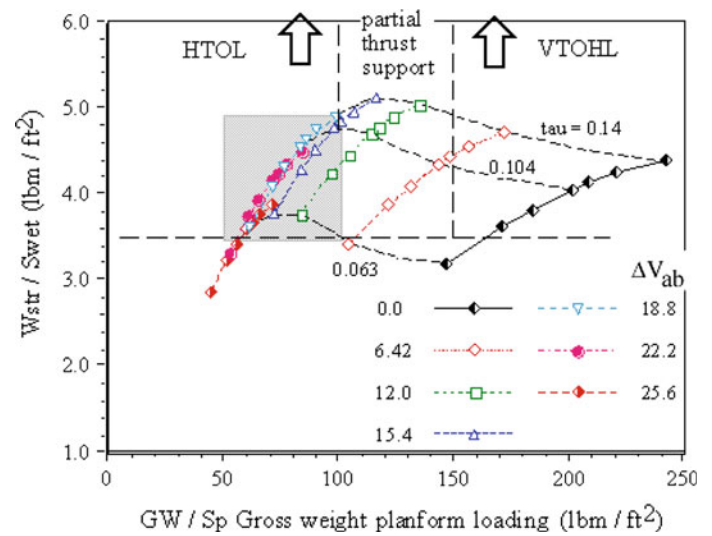 6.0
5.0
4.0
3.0
2.0
1.0
Wstr / Swet (lbm / ft2)
HTOL
partial
thrust
support
VTOHL
tau = 0.14
0.104
0.063
ΔVab
0.0
18.8
6.42
22.2
12.0
25.6
15.4
0 50 100 150 200 250
GW / Sp Gross weight planform loading (lbm / ft2)